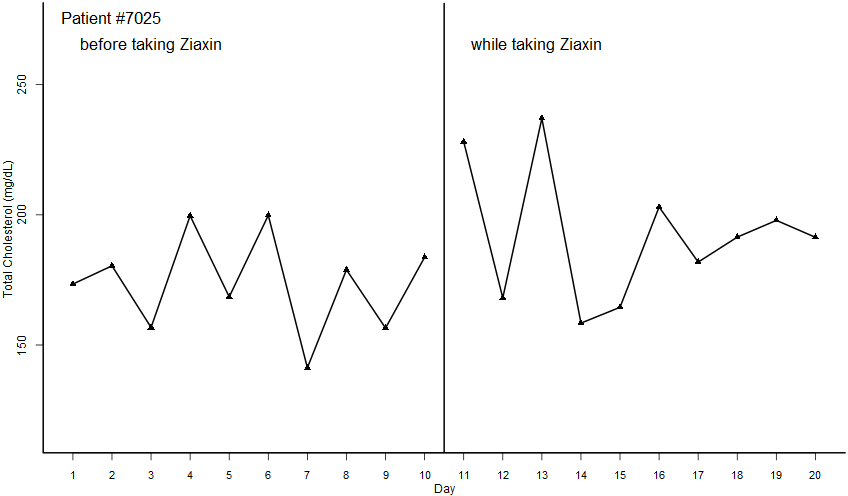 Patient #7025
before taking Ziaxin
while taking Ziaxin
Total Cholesterol (mg/dL)
250
200
150
1 2 3 4 5 6 7 8 9 10 11 12 13 14 15 16 17 18 19 20
Day